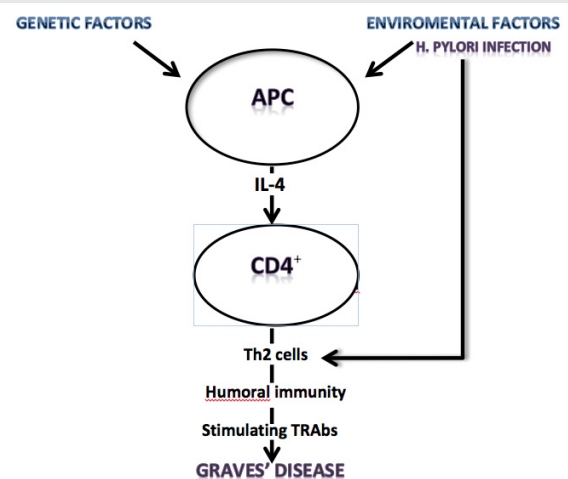 GENETIC FACTORS
ENVIROMENTAL FACTORS
H. PYLORI INFECTION
APC
IL-4
CD4⁺
Th2 cells
Humoral immunity
Stimulating TRAbs
GRAVES’ DISEASE